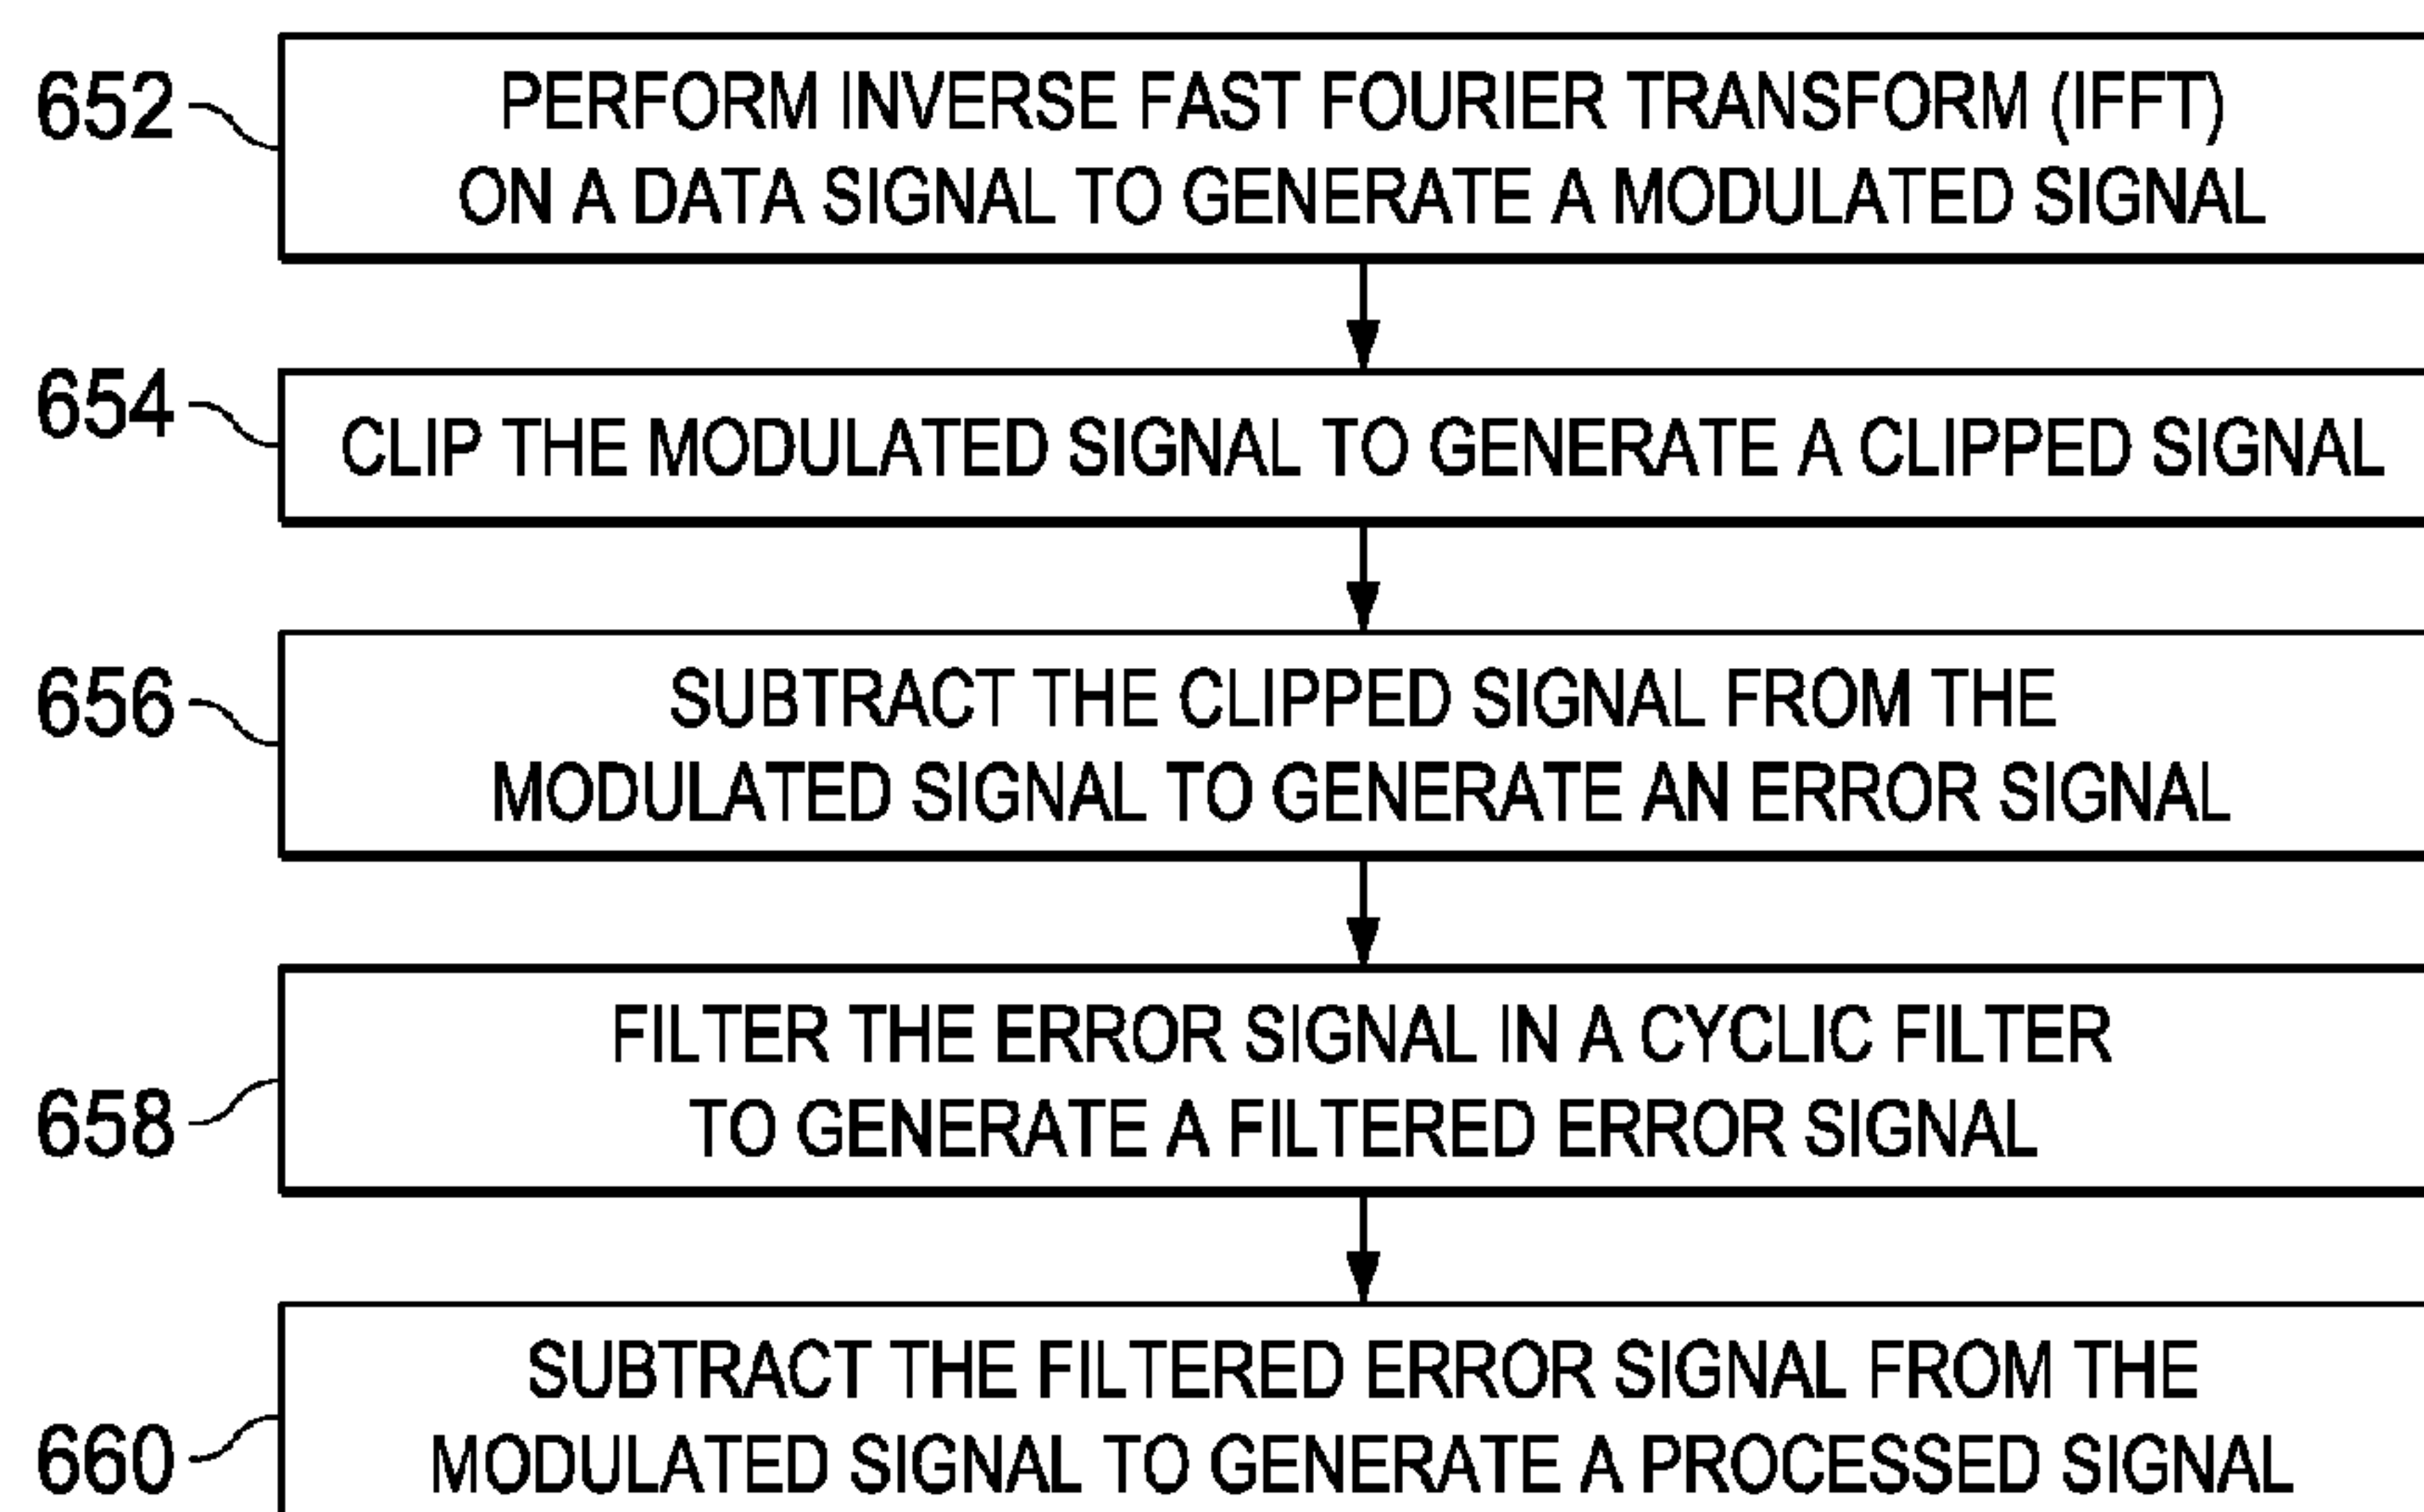 652
PERFORM INVERSE FAST FOURIER TRANSFORM (IFFT)
ON A DATA SIGNAL TO GENERATE A MODULATED SIGNAL
654
CLIP THE MODULATED SIGNAL TO GENERATE A CLIPPED SIGNAL
656
SUBTRACT THE CLIPPED SIGNAL FROM THE
MODULATED SIGNAL TO GENERATE AN ERROR SIGNAL
658
FILTER THE ERROR SIGNAL IN A CYCLIC FILTER
TO GENERATE A FILTERED ERROR SIGNAL
660
SUBTRACT THE FILTERED ERROR SIGNAL FROM THE
MODULATED SIGNAL TO GENERATE A PROCESSED SIGNAL